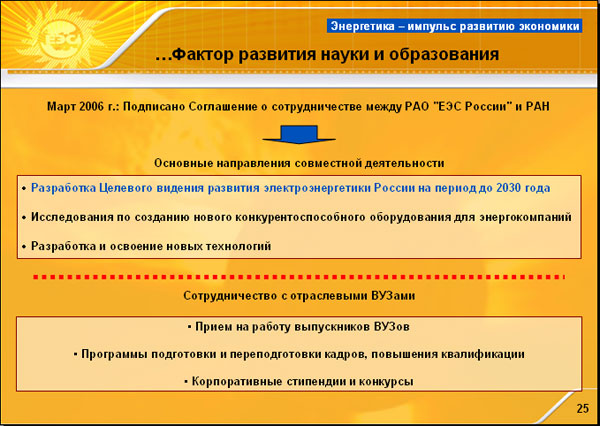 ЕЭС
Энергетика – импульс развитию экономики
…Фактор развития науки и образования
Март 2006 г.: Подписано Соглашение о сотрудничестве между РАО "ЕЭС России" и РАН
Основные направления совместной деятельности
• Разработка Целевого видения развития электроэнергетики России на период до 2030 года
• Исследования по созданию нового конкурентоспособного оборудования для энергокомпаний
• Разработка и освоение новых технологий
Сотрудничество с отраслевыми ВУЗами
• Прием на работу выпускников ВУЗов
• Программы подготовки и переподготовки кадров, повышения квалификации
• Корпоративные стипендии и конкурсы
25